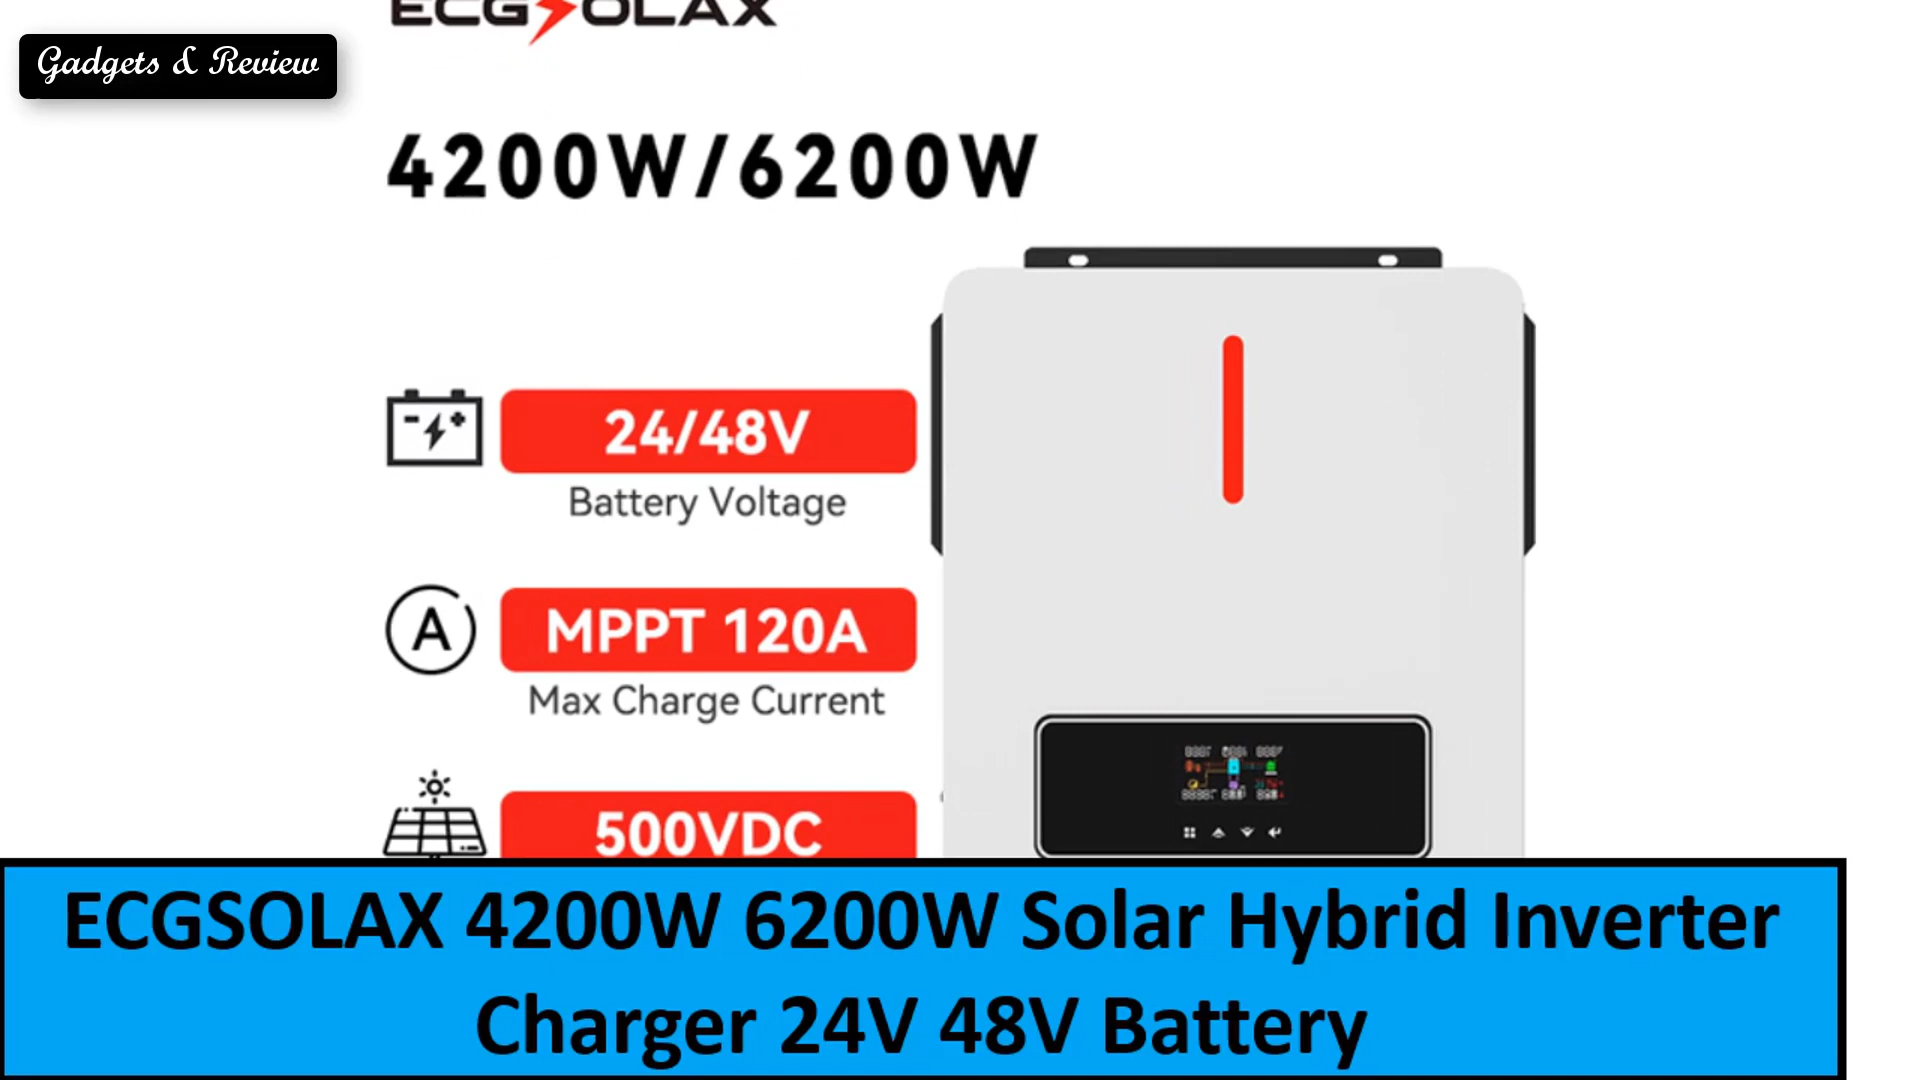 ECGSOLAX
Gadgets & Review
4200W/6200W
24/48V
Battery Voltage
A
MPPT 120A
Max Charge Current
500VDC
ECGSOLAX 4200W 6200W Solar Hybrid Inverter
Charger 24V 48V Battery